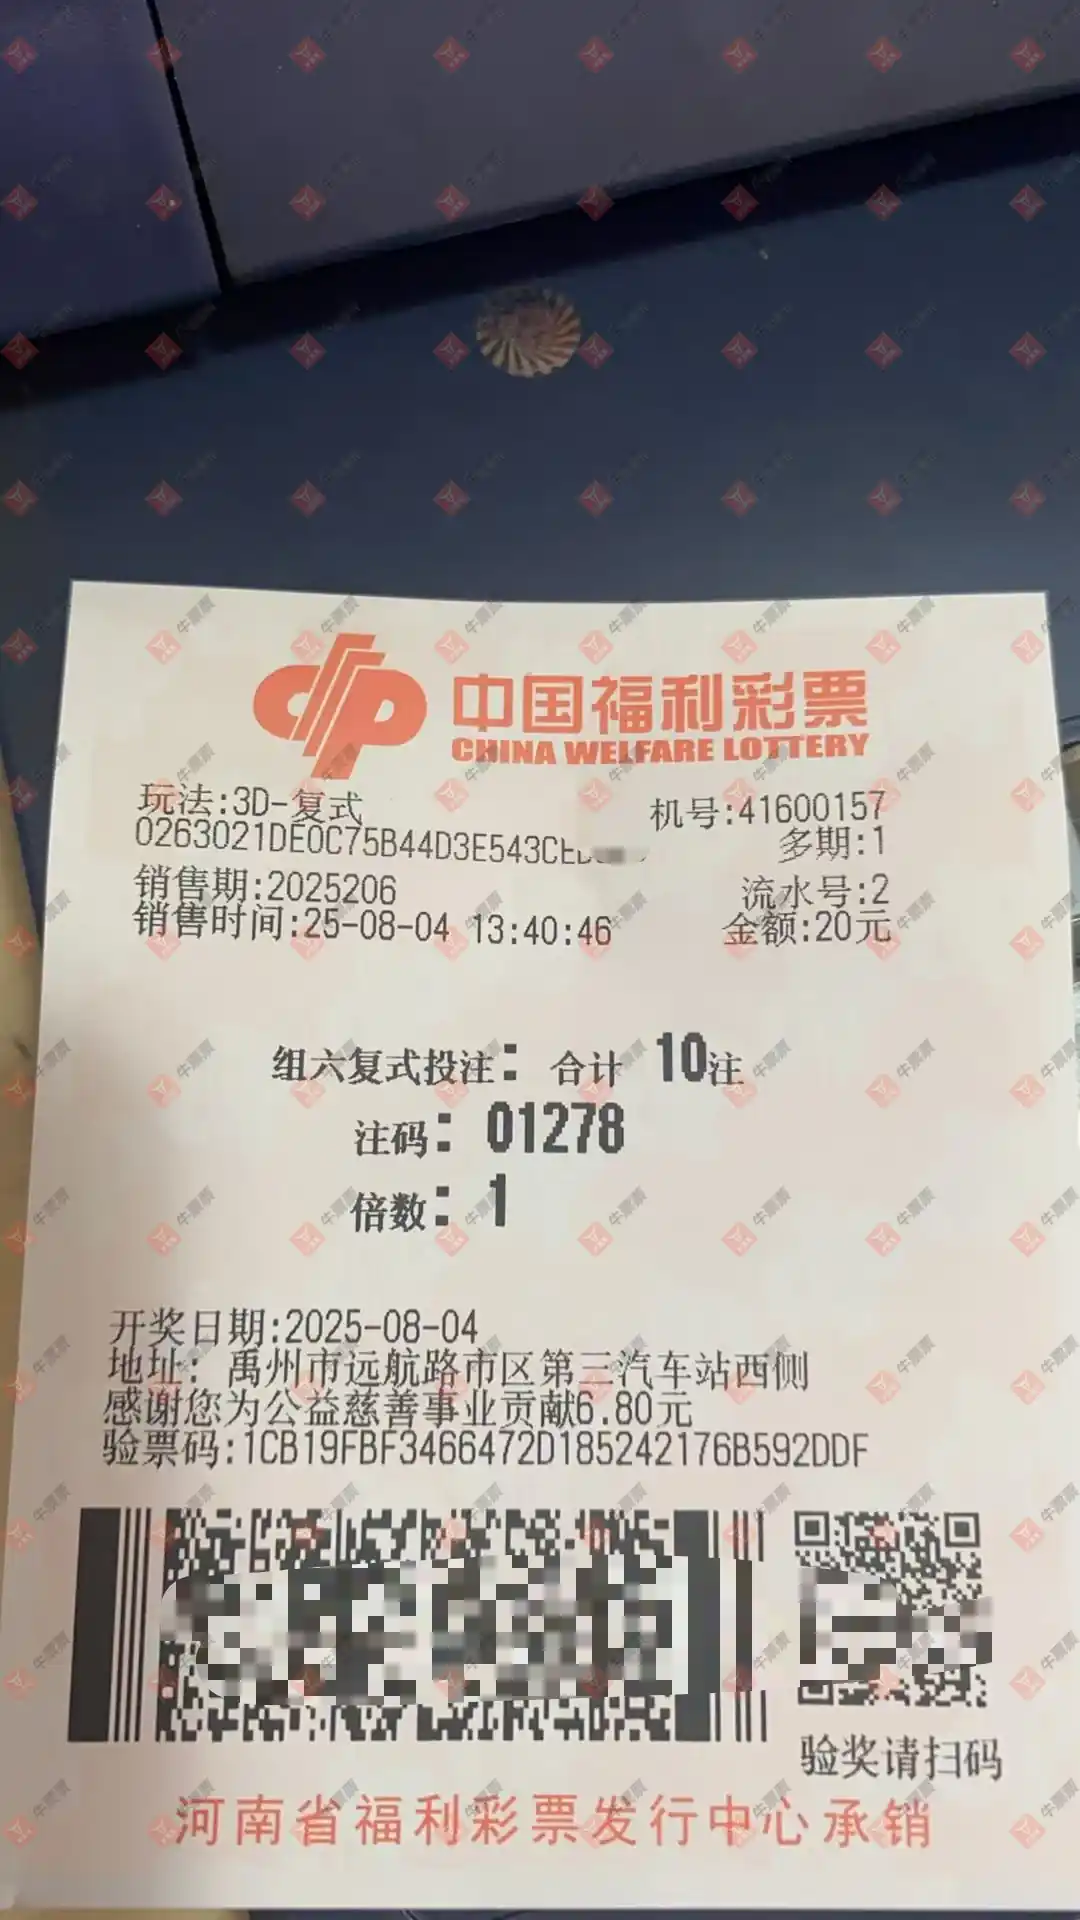 中国福利彩票
CHINA WELFARE LOTTERY
玩法:3D-复式 机号:41600157
0263021DE0C75B44D3E543CE 多期:1
销售期:2025206 流水号:2
销售时间:25-08-04 13:40:46 金额:20元
组六复式投注: 合计 10注
注码: 01278
倍数: 1
开奖日期:2025-08-04
地址: 禹州市远航路市区第三汽车站西侧
感谢您为公益慈善事业贡献6.80元
验票码:1CB19FBF3466472D185242176B592DDF
验奖请扫码
河南省福利彩票发行中心承销
牛票票